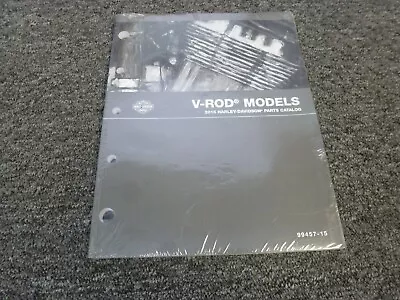 V-ROD® MODELS
2015 HARLEY-DAVIDSON® PARTS CATALOG
99457-15